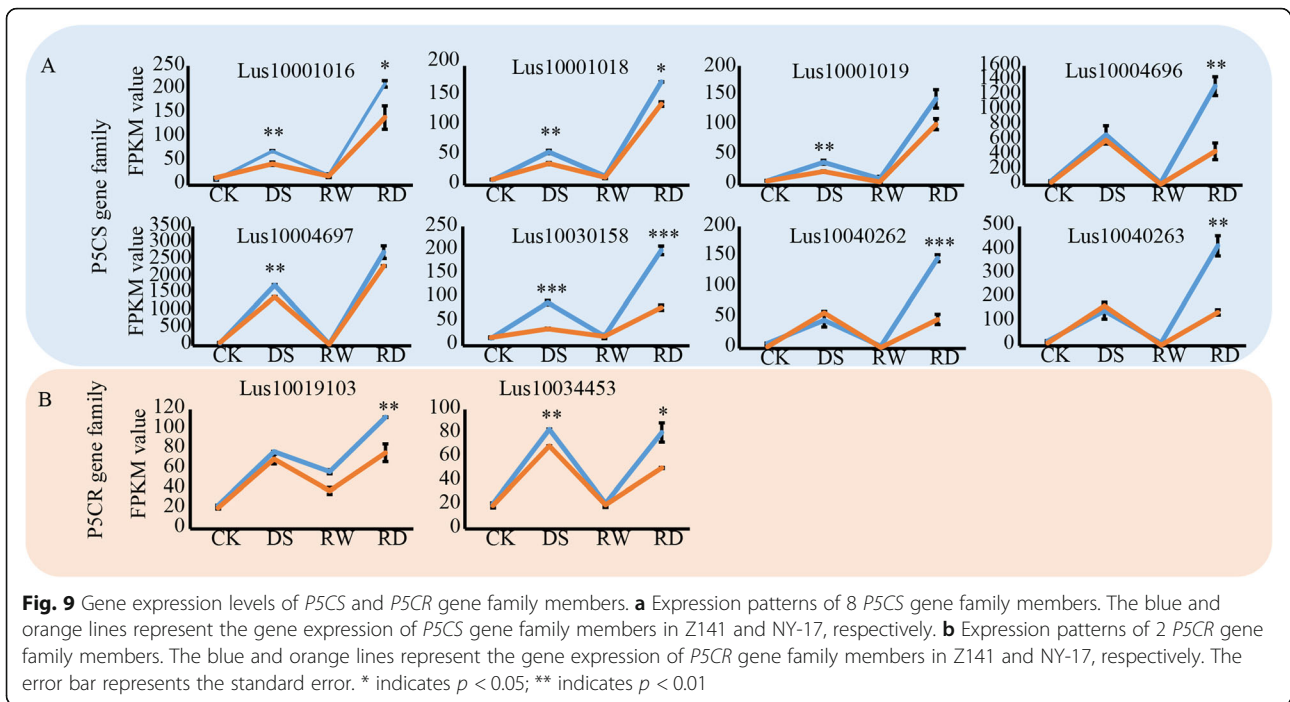 A
P5CS gene family
FPKM value
Lus10001016
250
200
150
100
50
0
**
*
CK DS RW RD
Lus10001018
200
150
100
50
0
**
*
CK DS RW RD
Lus10001019
200
150
100
50
0
**
CK DS RW RD
Lus10004696
1600
1400
1200
1000
800
600
400
200
0
**
CK DS RW RD
FPKM value
Lus10004697
3500
3000
2500
2000
1500
1000
500
0
**
CK DS RW RD
Lus10030158
250
200
150
100
50
0
***
***
CK DS RW RD
Lus10040262
200
150
100
50
0
***
CK DS RW RD
Lus10040263
500
400
300
200
100
0
**
CK DS RW RD
B
P5CR gene family
FPKM value
Lus10019103
120
100
80
60
40
20
0
**
CK DS RW RD
Lus10034453
100
80
60
40
20
0
**
*
CK DS RW RD
Fig. 9 Gene expression levels of P5CS and P5CR gene family members. a Expression patterns of 8 P5CS gene family members. The blue and
orange lines represent the gene expression of P5CS gene family members in Z141 and NY-17, respectively. b Expression patterns of 2 P5CR gene
family members. The blue and orange lines represent the gene expression of P5CR gene family members in Z141 and NY-17, respectively. The
error bar represents the standard error. * indicates p < 0.05; ** indicates p < 0.01